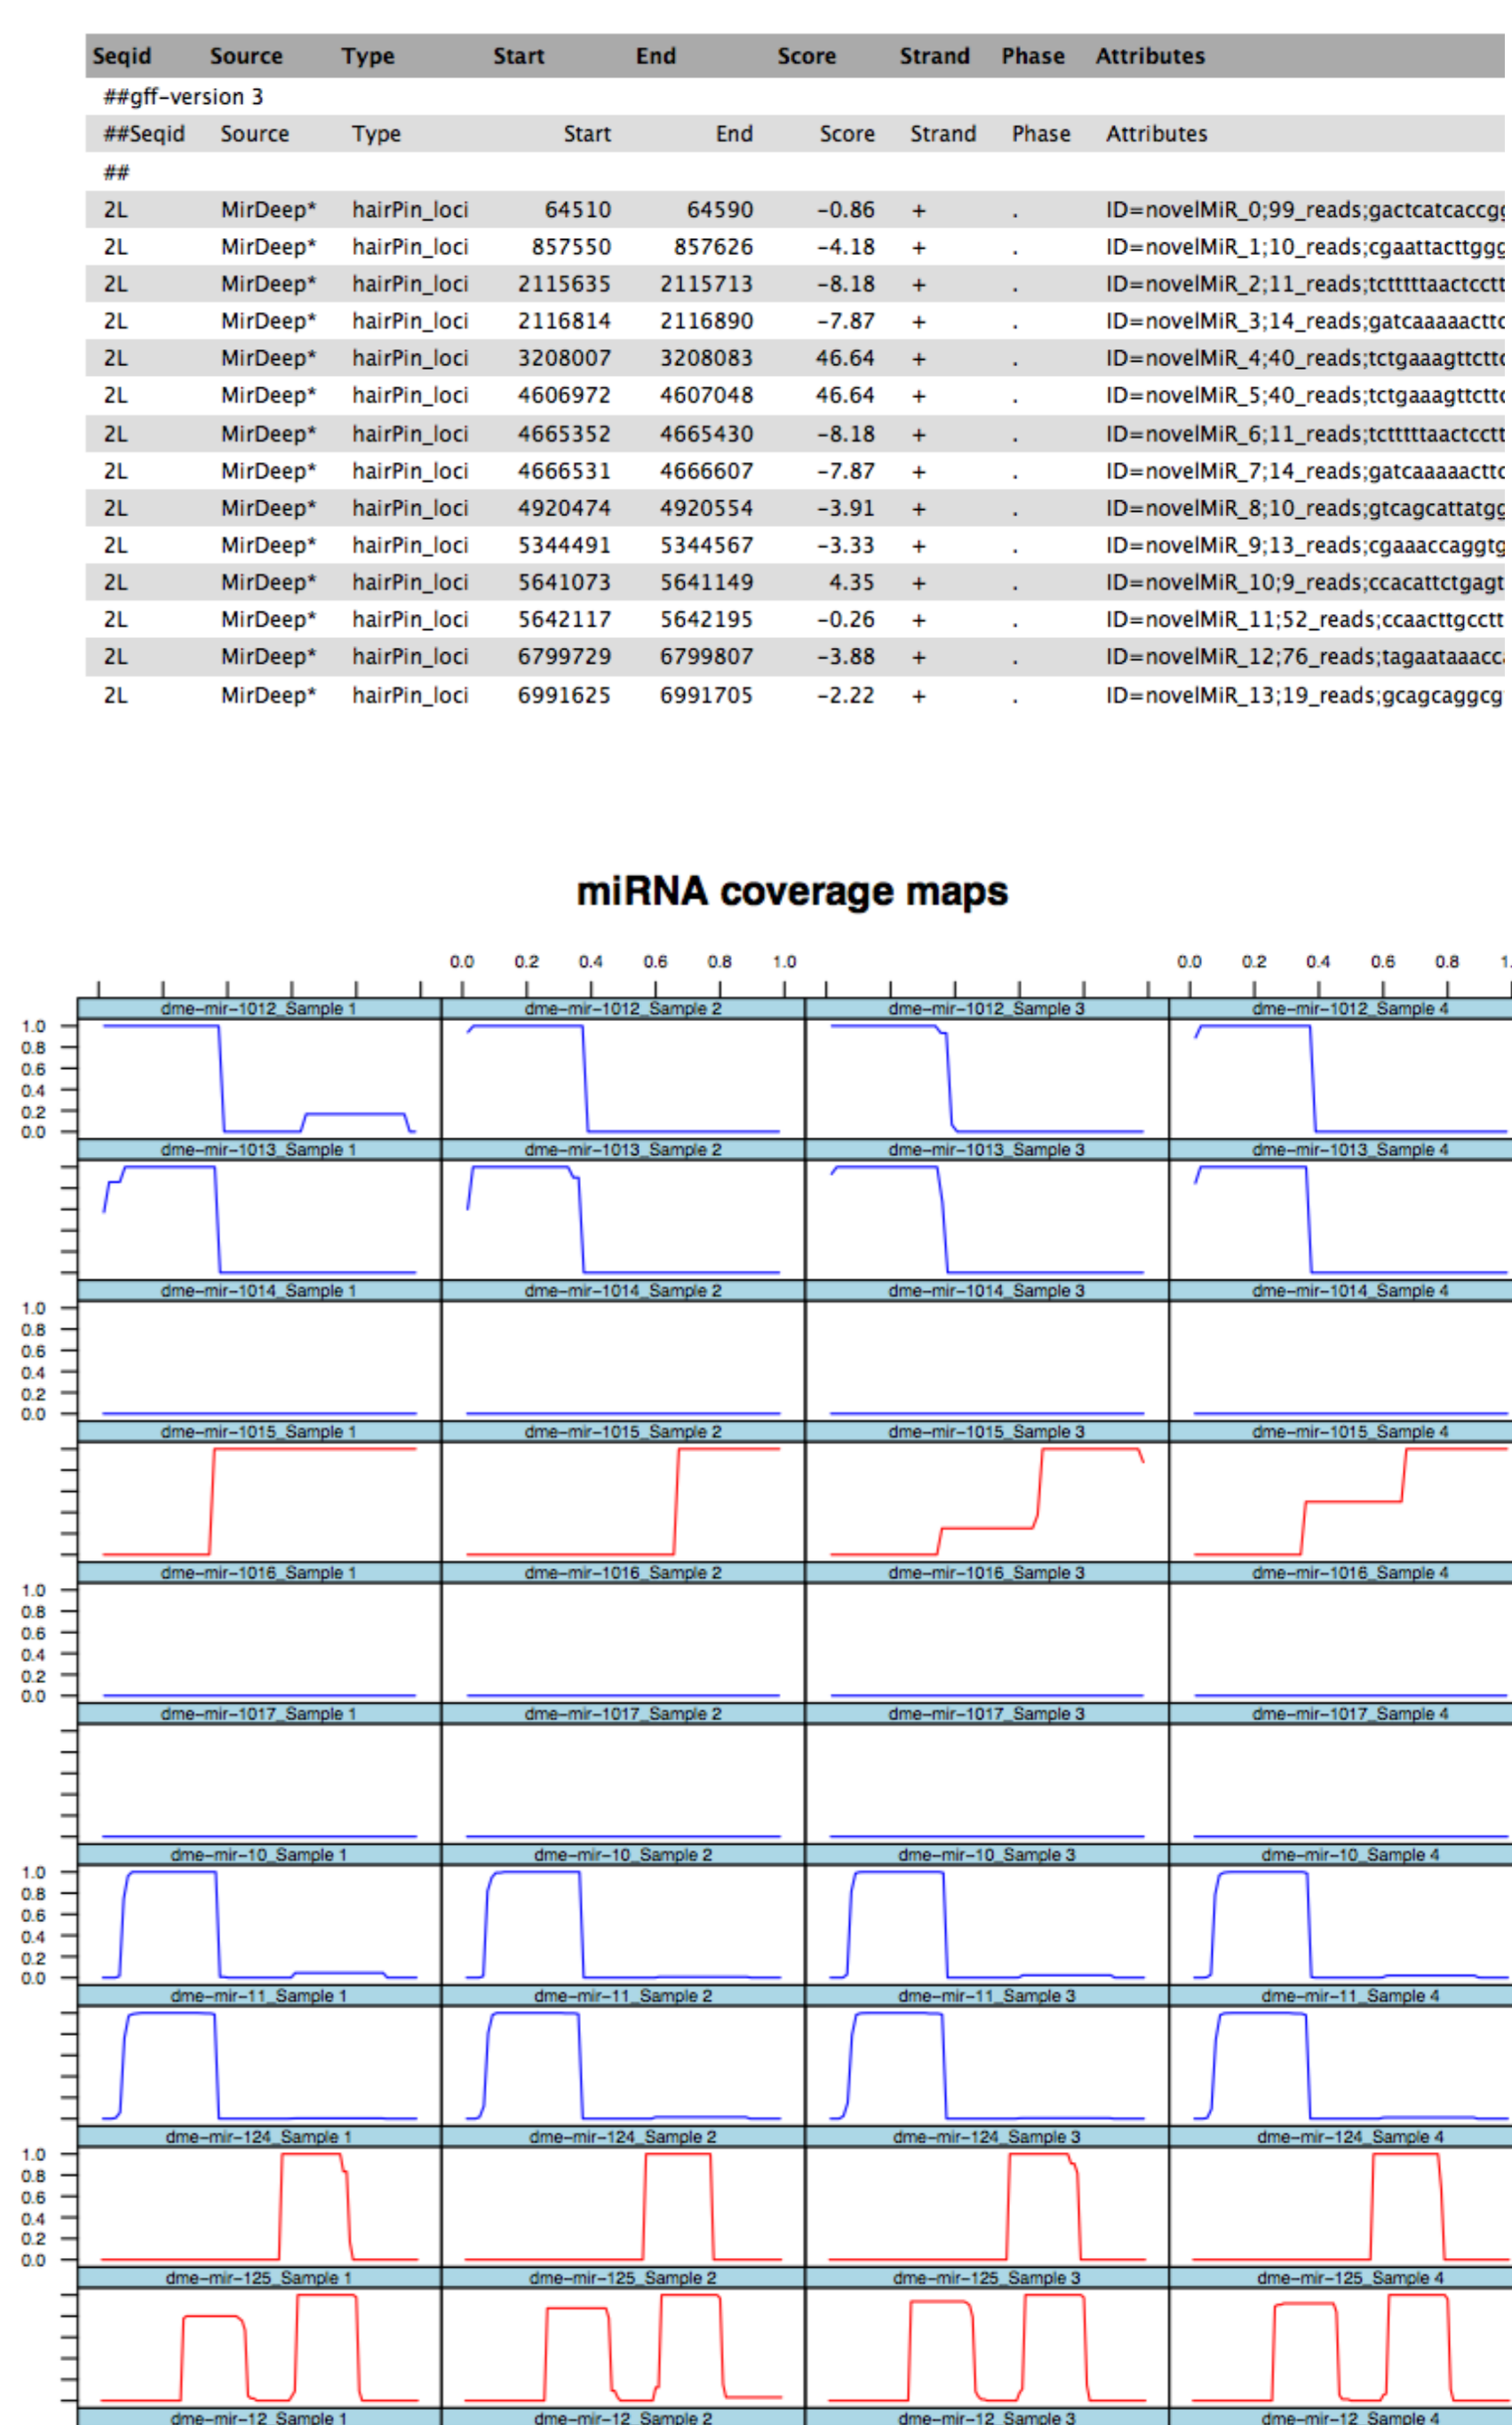 Seqid Source Type Start End Score Strand Phase Attributes
##gff-version 3
##Seqid Source Type Start End Score Strand Phase Attributes
##
2L MirDeep* hairPin_loci 64510 64590 -0.86 + . ID=novelMiR_0;99_reads;gactcatcaccgg
2L MirDeep* hairPin_loci 857550 857626 -4.18 + . ID=novelMiR_1;10_reads;cgaattacttggg
2L MirDeep* hairPin_loci 2115635 2115713 -8.18 + . ID=novelMiR_2;11_reads;tctttttaactcctt
2L MirDeep* hairPin_loci 2116814 2116890 -7.87 + . ID=novelMiR_3;14_reads;gatcaaaaacttc
2L MirDeep* hairPin_loci 3208007 3208083 46.64 + . ID=novelMiR_4;40_reads;tctgaaagttcttc
2L MirDeep* hairPin_loci 4606972 4607048 46.64 + . ID=novelMiR_5;40_reads;tctgaaagttcttc
2L MirDeep* hairPin_loci 4665352 4665430 -8.18 + . ID=novelMiR_6;11_reads;tctttttaactcctt
2L MirDeep* hairPin_loci 4666531 4666607 -7.87 + . ID=novelMiR_7;14_reads;gatcaaaaacttc
2L MirDeep* hairPin_loci 4920474 4920554 -3.91 + . ID=novelMiR_8;10_reads;gtcagcattatgg
2L MirDeep* hairPin_loci 5344491 5344567 -3.33 + . ID=novelMiR_9;13_reads;cgaaaccaggtg
2L MirDeep* hairPin_loci 5641073 5641149 4.35 + . ID=novelMiR_10;9_reads;ccacattctgagt
2L MirDeep* hairPin_loci 5642117 5642195 -0.26 + . ID=novelMiR_11;52_reads;ccaacttgcctt
2L MirDeep* hairPin_loci 6799729 6799807 -3.88 + . ID=novelMiR_12;76_reads;tagaataaacc
2L MirDeep* hairPin_loci 6991625 6991705 -2.22 + . ID=novelMiR_13;19_reads;gcagcaggcg
miRNA coverage maps
0.0 0.2 0.4 0.6 0.8 1.0 0.0 0.2 0.4 0.6 0.8
dme-mir-1012_Sample 1 dme-mir-1012_Sample 2 dme-mir-1012_Sample 3 dme-mir-1012_Sample 4
1.0
0.8
0.6
0.4
0.2
0.0
dme-mir-1013_Sample 1 dme-mir-1013_Sample 2 dme-mir-1013_Sample 3 dme-mir-1013_Sample 4
dme-mir-1014_Sample 1 dme-mir-1014_Sample 2 dme-mir-1014_Sample 3 dme-mir-1014_Sample 4
1.0
0.8
0.6
0.4
0.2
0.0
dme-mir-1015_Sample 1 dme-mir-1015_Sample 2 dme-mir-1015_Sample 3 dme-mir-1015_Sample 4
dme-mir-1016_Sample 1 dme-mir-1016_Sample 2 dme-mir-1016_Sample 3 dme-mir-1016_Sample 4
1.0
0.8
0.6
0.4
0.2
0.0
dme-mir-1017_Sample 1 dme-mir-1017_Sample 2 dme-mir-1017_Sample 3 dme-mir-1017_Sample 4
dme-mir-10_Sample 1 dme-mir-10_Sample 2 dme-mir-10_Sample 3 dme-mir-10_Sample 4
1.0
0.8
0.6
0.4
0.2
0.0
dme-mir-11_Sample 1 dme-mir-11_Sample 2 dme-mir-11_Sample 3 dme-mir-11_Sample 4
dme-mir-124_Sample 1 dme-mir-124_Sample 2 dme-mir-124_Sample 3 dme-mir-124_Sample 4
1.0
0.8
0.6
0.4
0.2
0.0
dme-mir-125_Sample 1 dme-mir-125_Sample 2 dme-mir-125_Sample 3 dme-mir-125_Sample 4
dme-mir-12_Sample 1 dme-mir-12_Sample 2 dme-mir-12_Sample 3 dme-mir-12_Sample 4